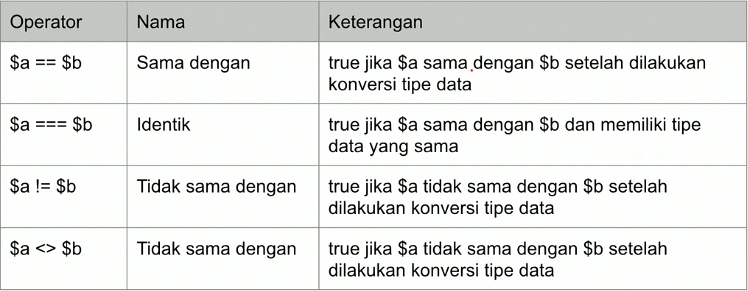 Operator Nama Keterangan
$a == $b Sama dengan true jika $a sama dengan $b setelah dilakukan
konversi tipe data
$a === $b Identik true jika $a sama dengan $b dan memiliki tipe
data yang sama
$a != $b Tidak sama dengan true jika $a tidak sama dengan $b setelah
dilakukan konversi tipe data
$a <> $b Tidak sama dengan true jika $a tidak sama dengan $b setelah
dilakukan konversi tipe data